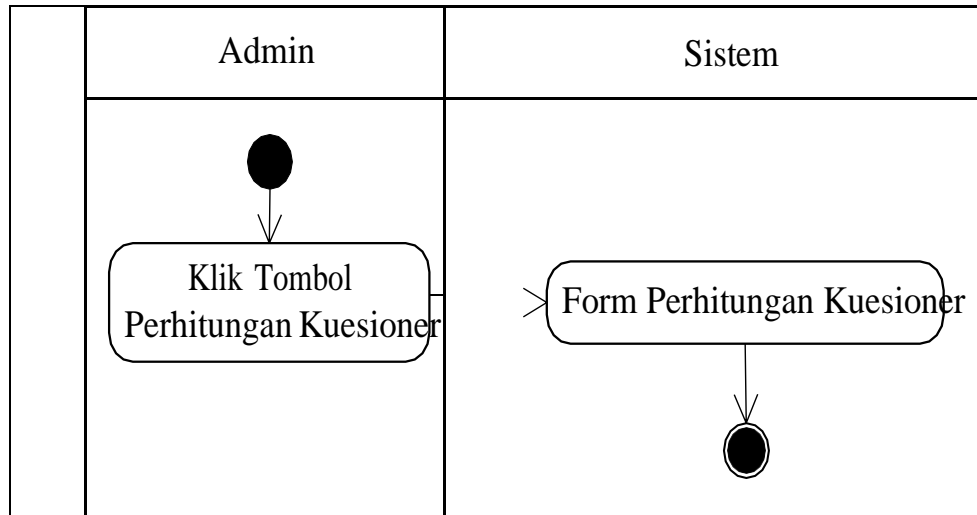 Admin
Sistem
Klik Tombol
Perhitungan Kuesioner
Form Perhitungan Kuesioner